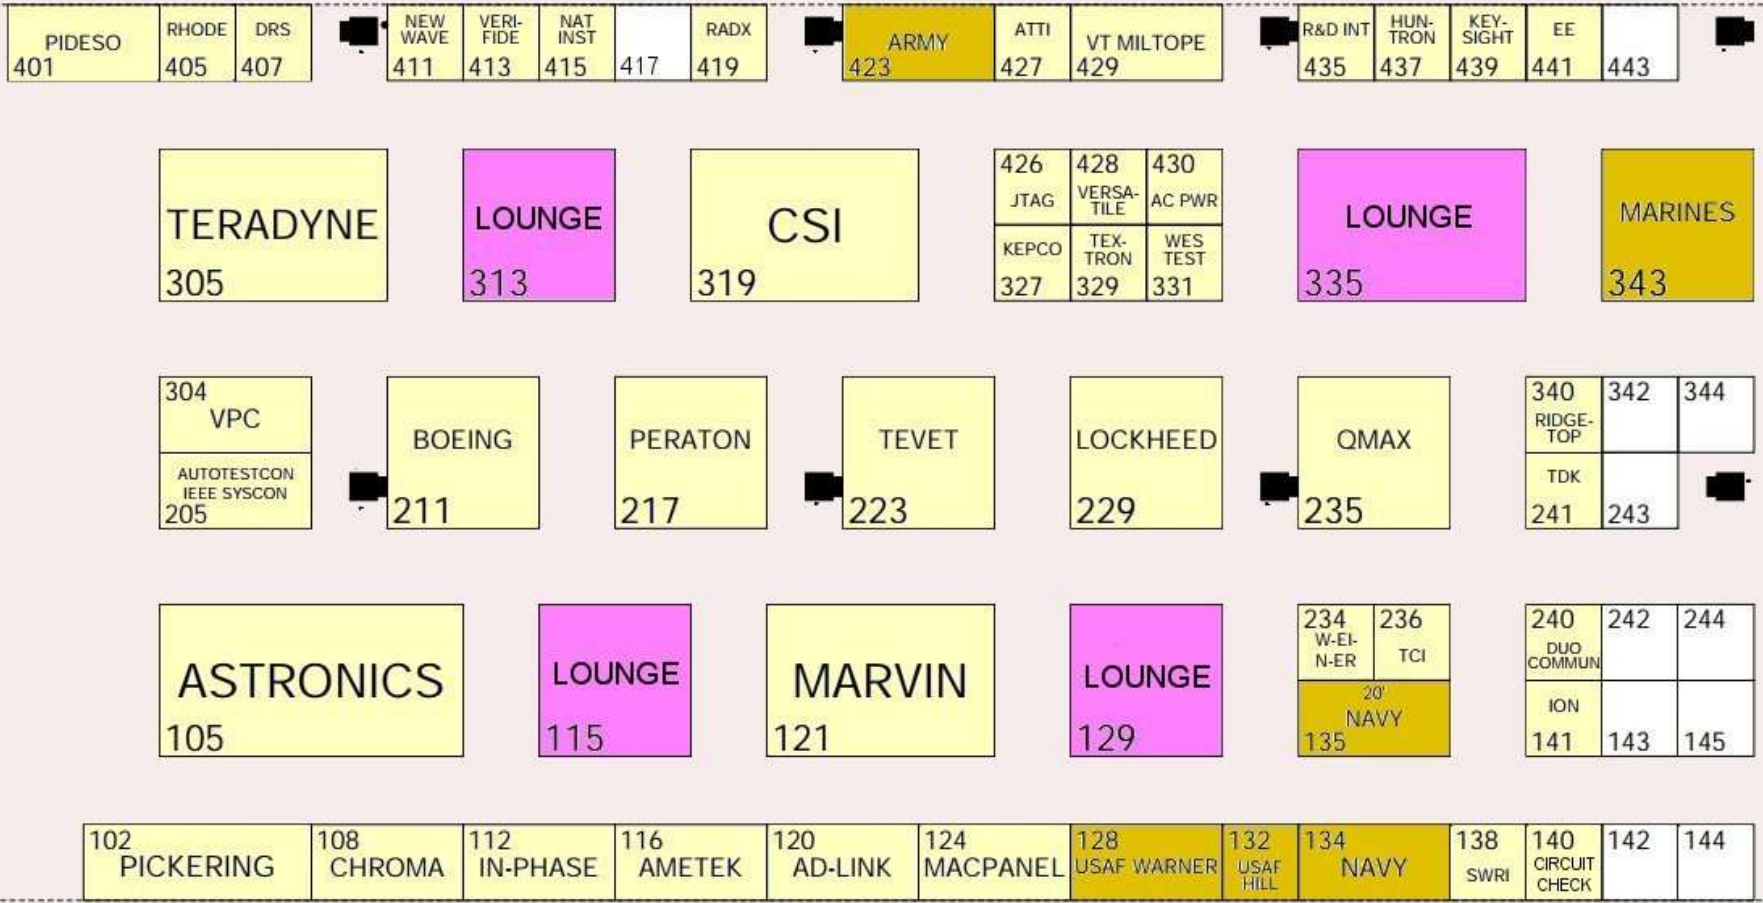 PIDESO
401
RHODE
405
DRS
407
NEW
WAVE
411
VERI-
FIDE
413
NAT
INST
415
417
RADX
419
ARMY
423
ATTI
427
VT MILTOPE
429
R&D INT
435
HUN-
TRON
437
KEY-
SIGHT
439
EE
441
443
TERADYNE
305
LOUNGE
313
CSI
319
426
JTAG
428
VERSA-
TILE
430
AC PWR
KEPCO
327
TEX-
TRON
329
WES
TEST
331
LOUNGE
335
MARINES
343
304
VPC
AUTOTESTCON
IEEE SYSCON
205
BOEING
211
PERATON
217
TEVET
223
LOCKHEED
229
QMAX
235
340
RIDGE-
TOP
342
344
TDK
241
243
ASTRONICS
105
LOUNGE
115
MARVIN
121
LOUNGE
129
234
W-EI-
N-ER
236
TCI
20'
NAVY
135
240
DUO
COMMUN
242
244
ION
141
143
145
102
PICKERING
108
CHROMA
112
IN-PHASE
116
AMETEK
120
AD-LINK
124
MACPANEL
128
USAF WARNER
132
USAF
HILL
134
NAVY
138
SWRI
140
CIRCUIT
CHECK
142
144